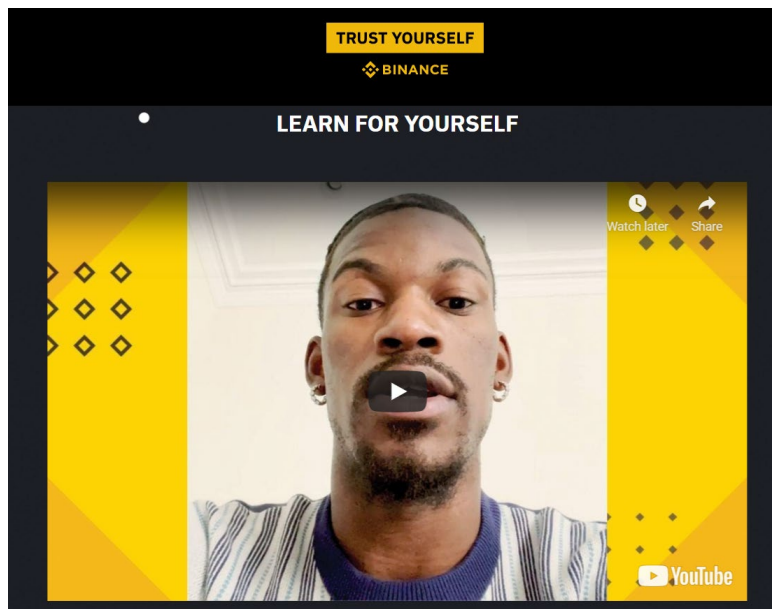 TRUST YOURSELF
BINANCE
LEARN FOR YOURSELF
Watch later
Share
YouTube